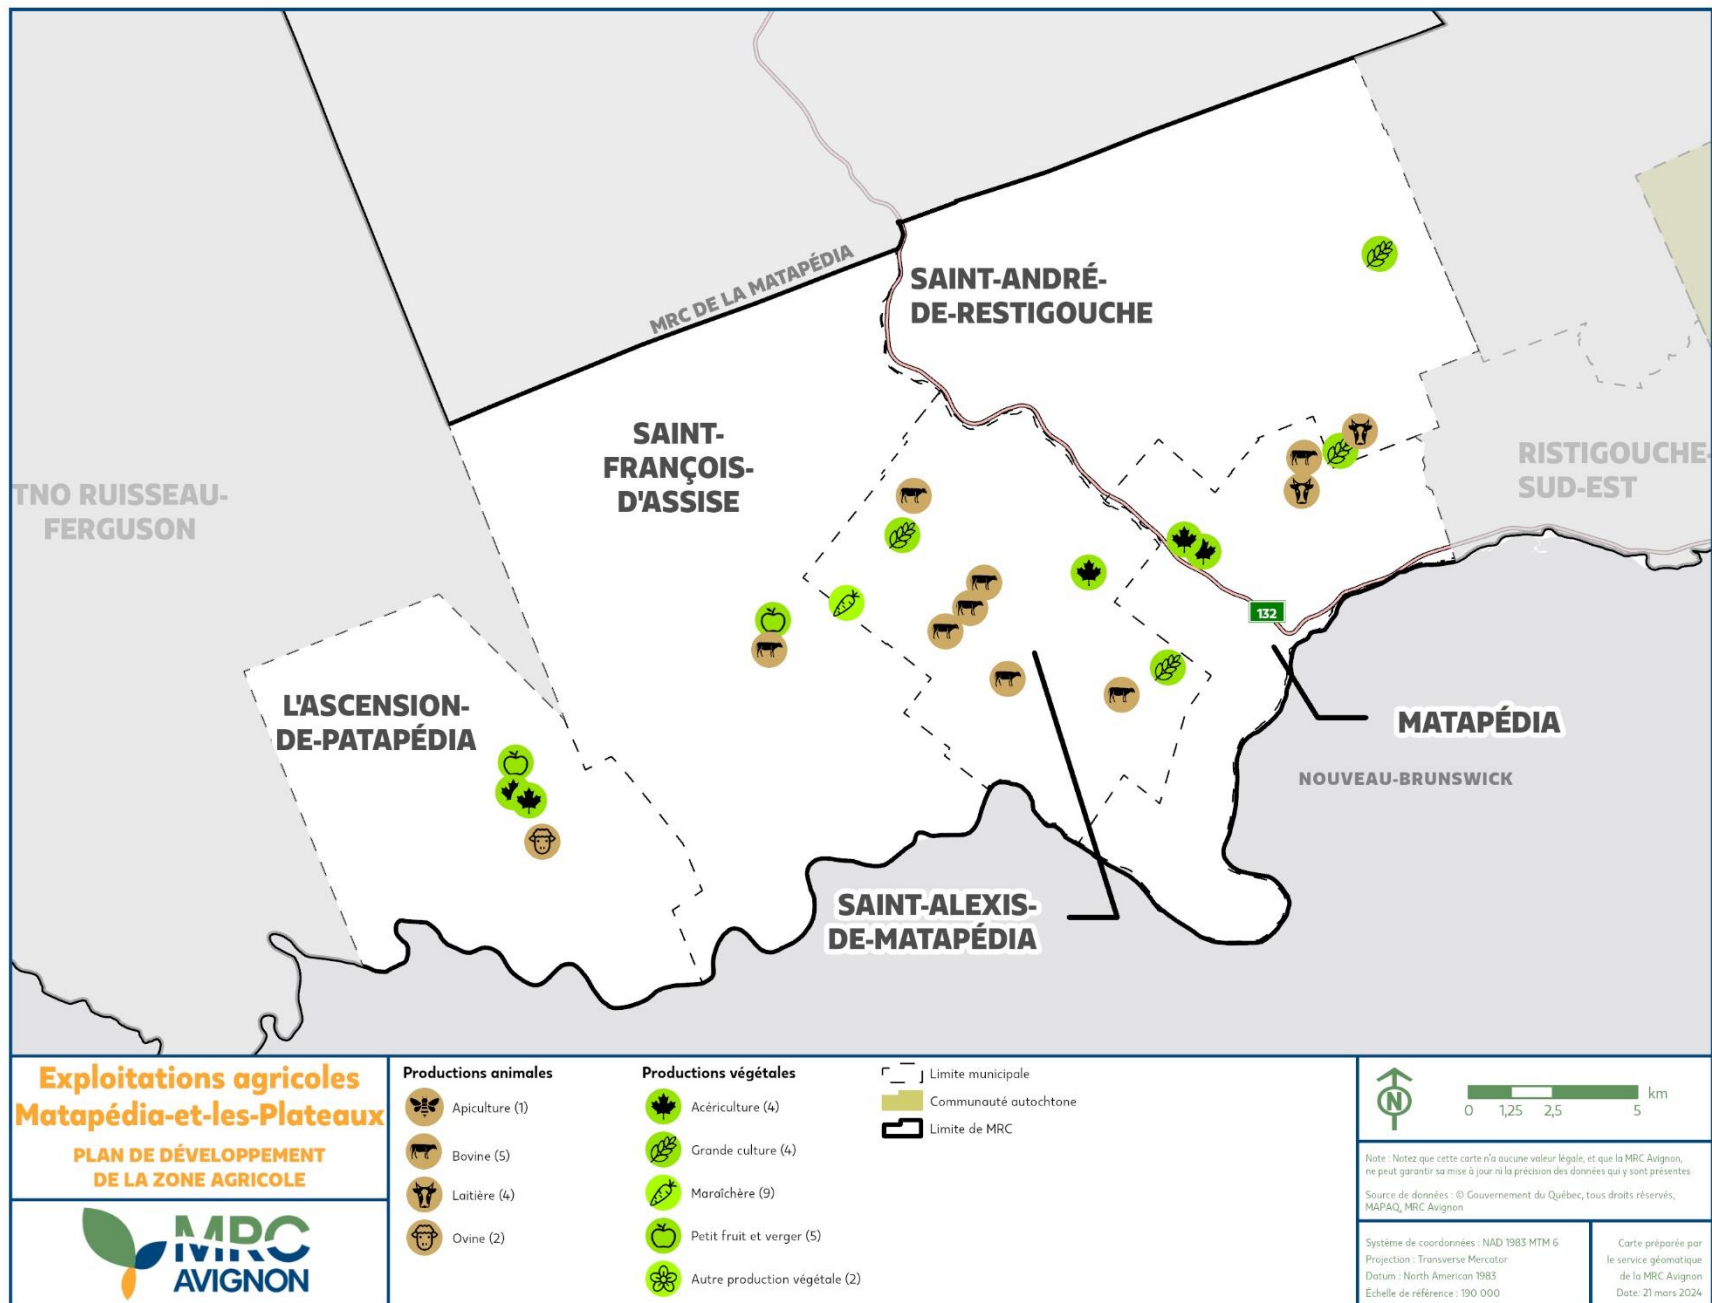 MRC DE LA MATAPÉDIA
SAINT-ANDRÉ-
DE-RESTIGOUCHE
SAINT-
FRANÇOIS-
D'ASSISE
TNO RUISSEAU-
FERGUSON
RISTIGOUCHE-
SUD-EST
132
L'ASCENSION-
DE-PATAPÉDIA
MATAPÉDIA
NOUVEAU-BRUNSWICK
SAINT-ALEXIS-
DE-MATAPÉDIA
Exploitations agricoles
Matapédia-et-les-Plateaux
PLAN DE DÉVELOPPEMENT
DE LA ZONE AGRICOLE
MRC
AVIGNON
Productions animales
Apiculture (1)
Bovine (5)
Laitière (4)
Ovine (2)
Productions végétales
Acériculture (4)
Grande culture (4)
Maraîchère (9)
Petit fruit et verger (5)
Autre production végétale (2)
Limite municipale
Communauté autochtone
Limite de MRC
N
km
0 1,25 2,5 5
Note : Notez que cette carte n'a aucune valeur légale, et que la MRC Avignon,
ne peut garantir sa mise à jour ni la précision des données qui y sont présentes
Source de données : © Gouvernement du Québec, tous droits réservés,
MAPAQ, MRC Avignon
Système de coordonnées : NAD 1983 MTM 6
Projection : Transverse Mercator
Datum : North American 1983
Échelle de référence : 190 000
Carte préparée par
le service géomatique
de la MRC Avignon
Date: 21 mars 2024